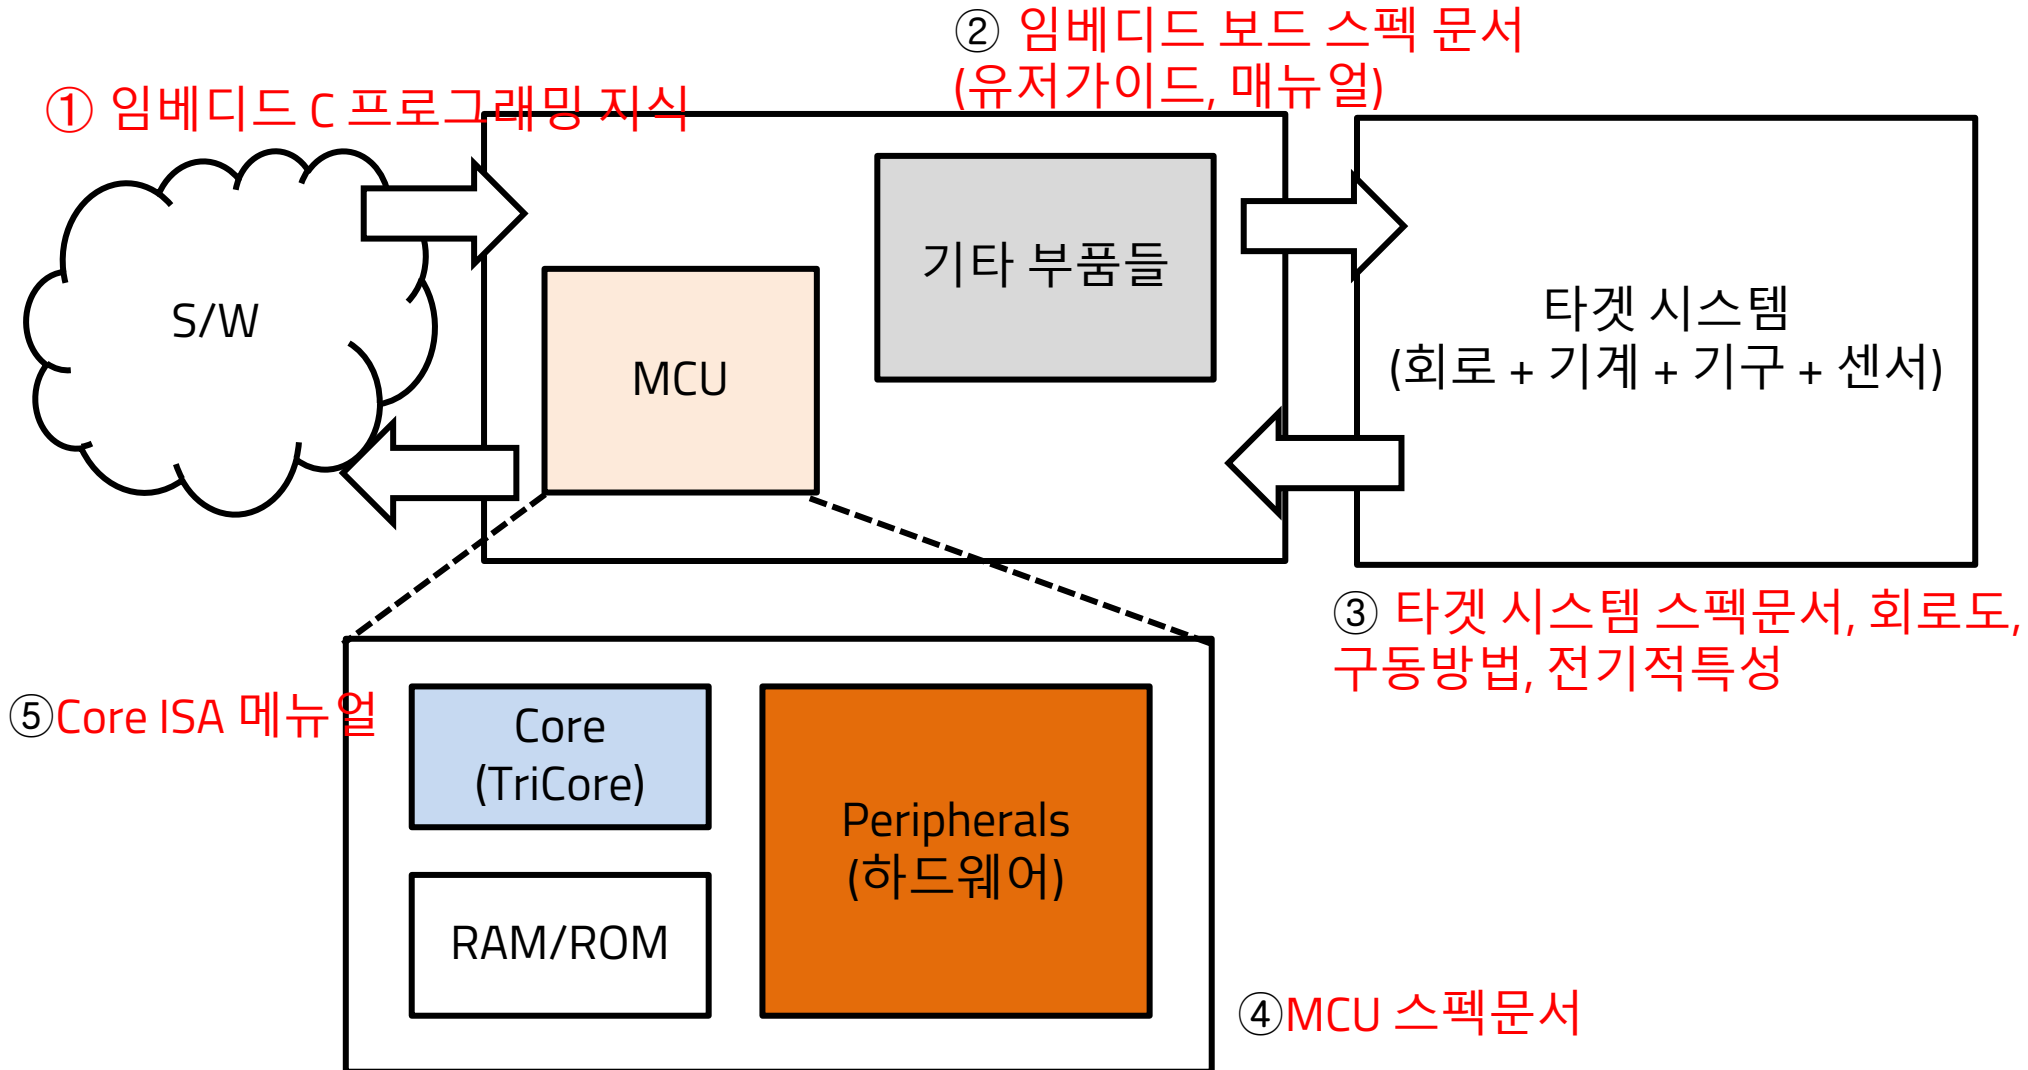 ② 임베디드 보드 스펙 문서
(유저가이드, 매뉴얼)
① 임베디드 C 프로그래밍 지식
기타 부품들
S/W
MCU
타겟 시스템
(회로 + 기계 + 기구 + 센서)
③ 타겟 시스템 스펙문서, 회로도,
구동방법, 전기적특성
⑤Core ISA 메뉴얼
Core
(TriCore)
Peripherals
(하드웨어)
RAM/ROM
④MCU 스펙문서